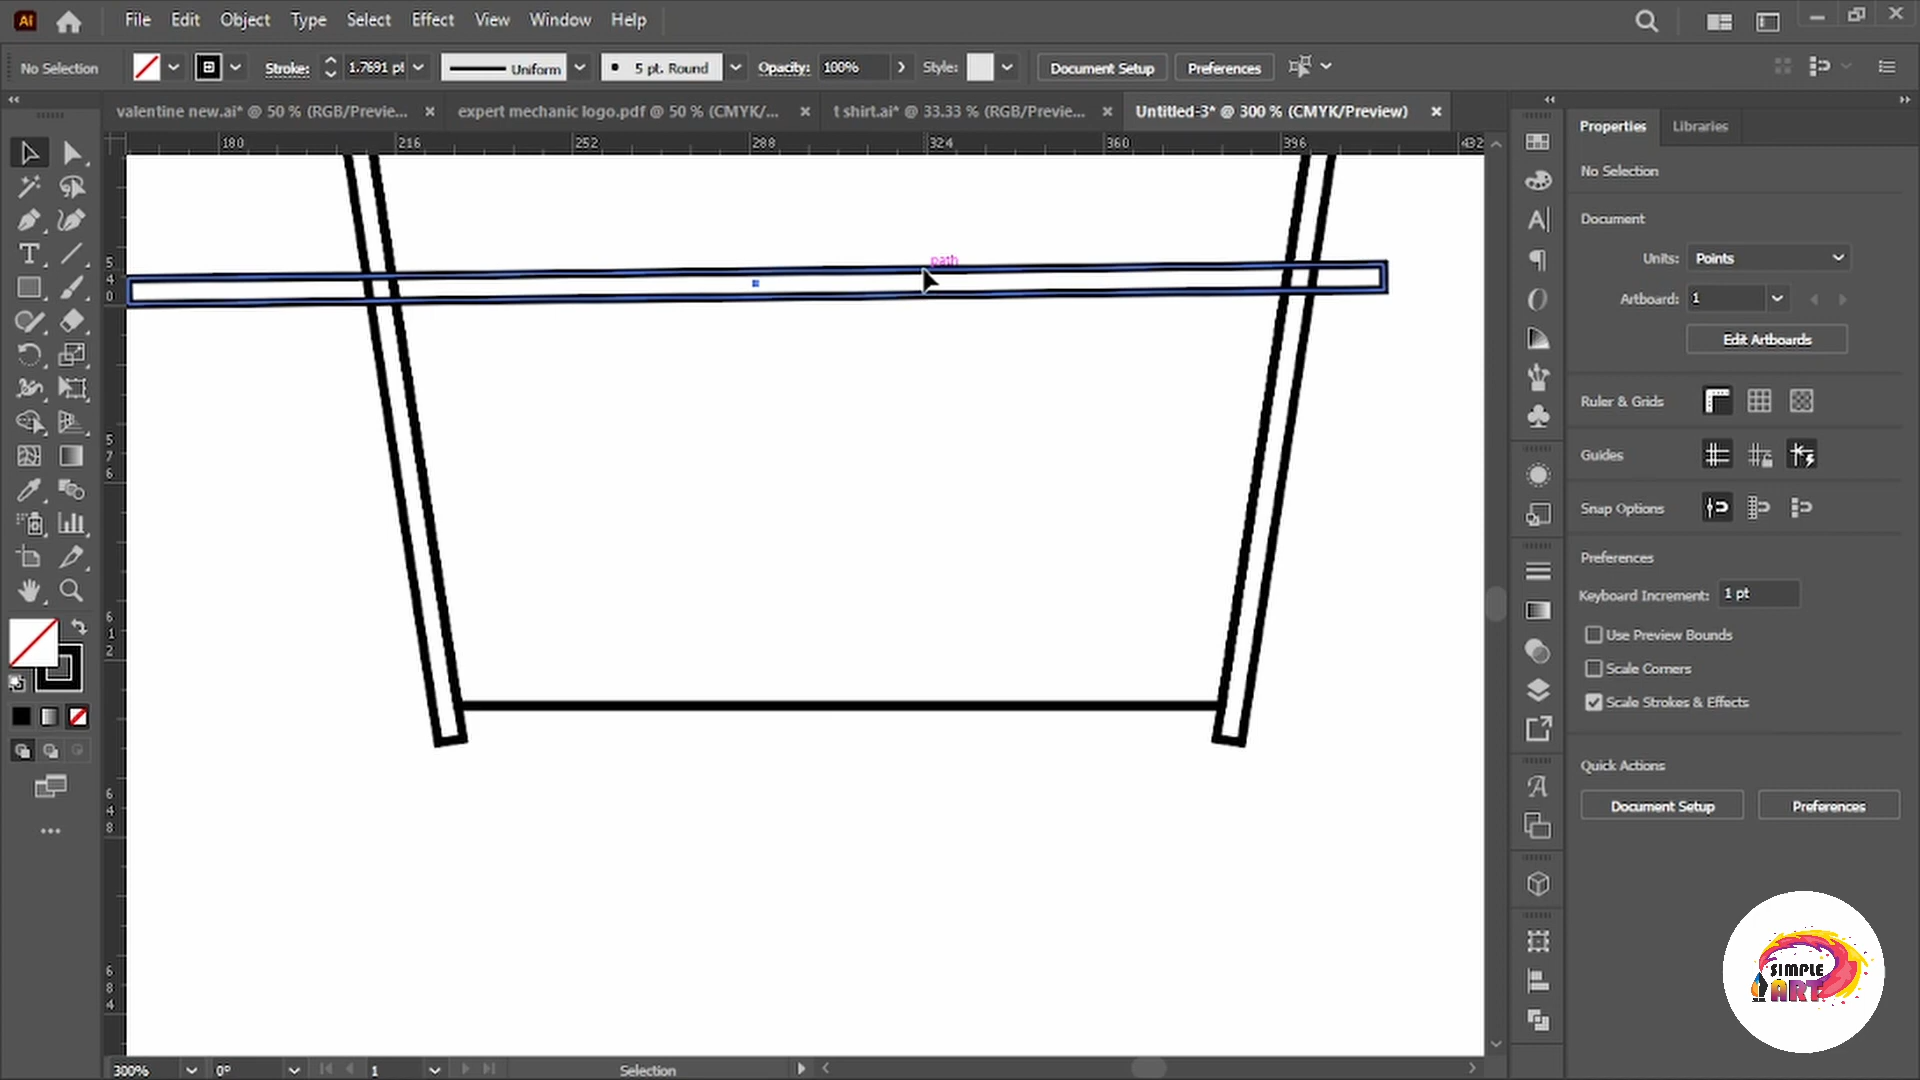 Ai File Edit Object Type Select Effect View Window Help
No Selection Stroke: 1.7691 pt Uniform 5 pt. Round Opacity: 100% Style: Document Setup Preferences
valentine new.ai* @ 50 % (RGB/Previe... expert mechanic logo.pdf @ 50 % (CMYK/... t shirt.ai* @ 33.33 % (RGB/Previe... Untitled-3* @ 300 % (CMYK/Preview)
180 216 252 288 324 360 396 432
540
576
612
648
684
path
Properties Libraries
No Selection
Document
Units: Points
Artboard: 1
Edit Artboards
Ruler & Grids
Guides
Snap Options
Preferences
Keyboard Increment: 1 pt
Use Preview Bounds
Scale Corners
Scale Strokes & Effects
Quick Actions
Document Setup Preferences
SIMPLE
ART
300% 0° 1 Selection